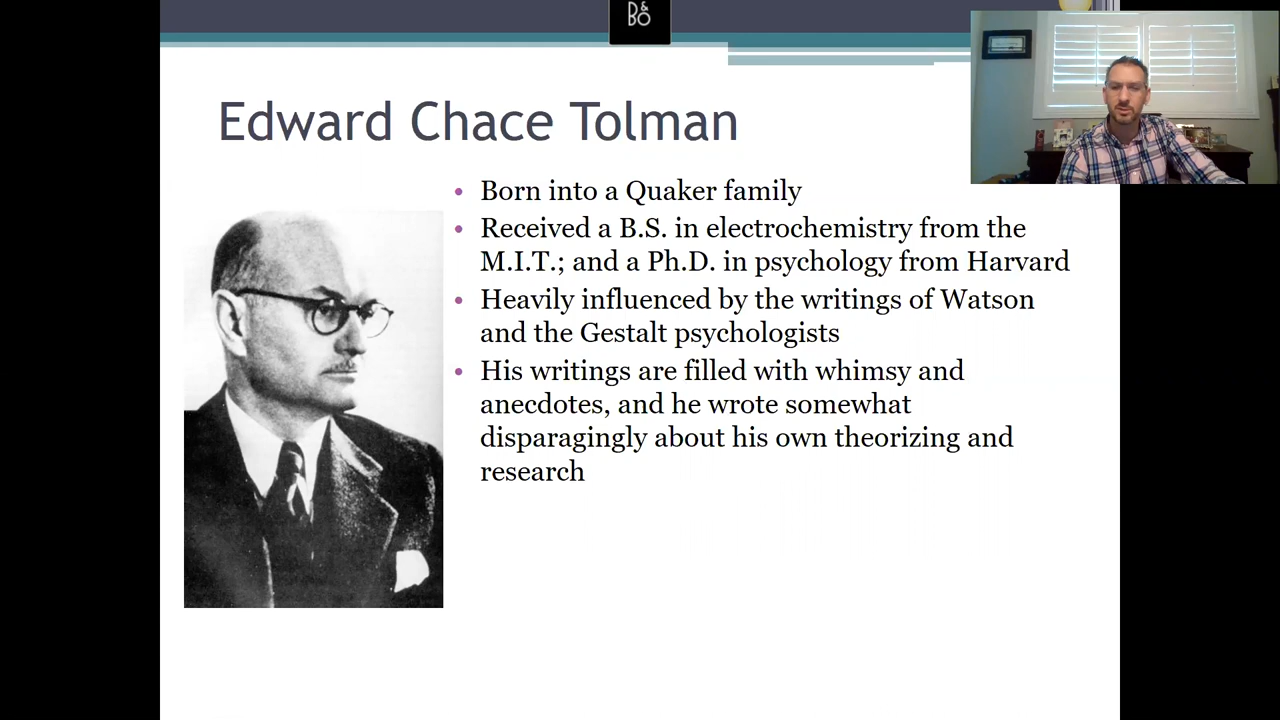 B&O
Edward Chace Tolman
• Born into a Quaker family
• Received a B.S. in electrochemistry from the
M.I.T.; and a Ph.D. in psychology from Harvard
• Heavily influenced by the writings of Watson
and the Gestalt psychologists
• His writings are filled with whimsy and
anecdotes, and he wrote somewhat
disparagingly about his own theorizing and
research